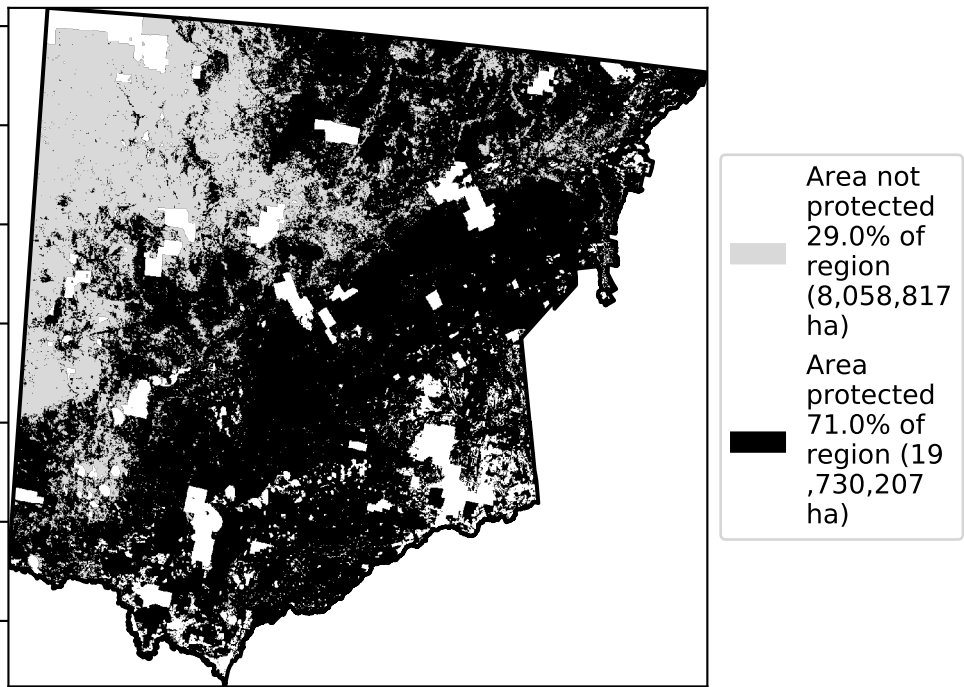 Area not
protected
29.0% of
region
(8,058,817
ha)
Area
protected
71.0% of
region (19
,730,207
ha)